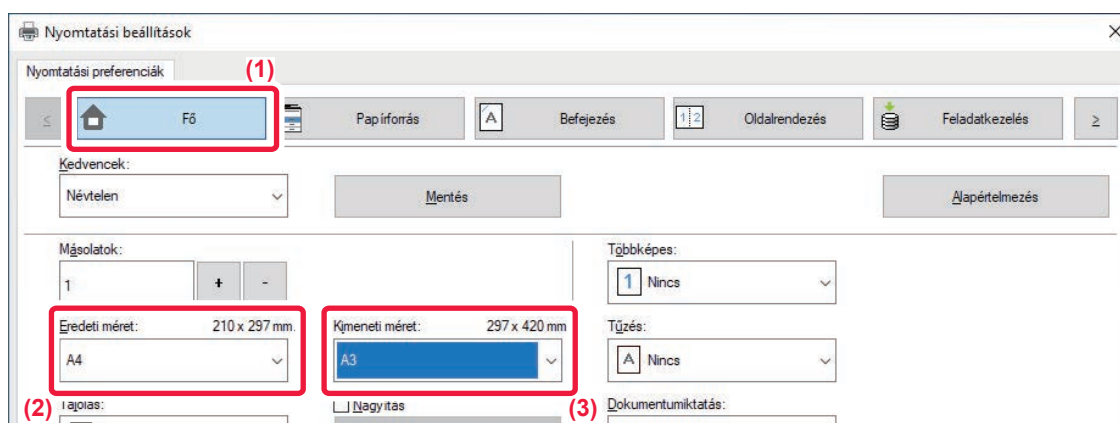 Nyomtatási beállítások
Nyomtatási preferenciák
(1)
Fő
Papírforrás
Befejezés
Oldalrendezés
Feladatkezelés
Kedvencek:
Névtelen
Mentés
Alapértelmezés
Másolatok:
1
+
-
Többképes:
1 Nincs
Eredeti méret: 210 x 297 mm.
A4
Kimeneti méret: 297 x 420 mm
A3
Tűzés:
A Nincs
(2)
Tájolás:
Nagyítás
(3)
Dokumentumiktatás: